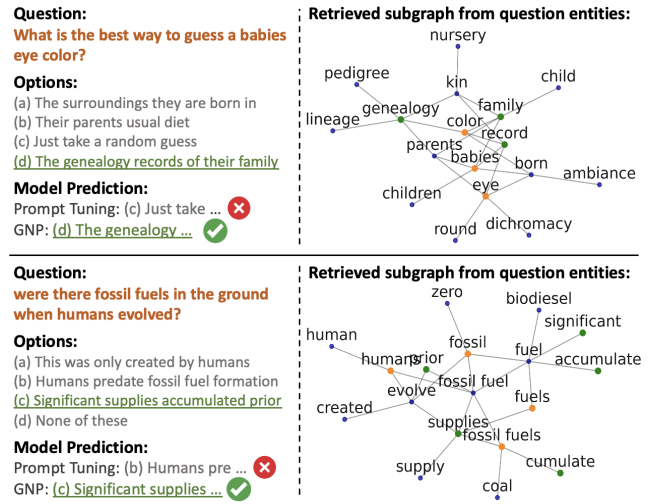 Question:
What is the best way to guess a babies
eye color?
Options:
(a) The surroundings they are born in
(b) Their parents usual diet
(c) Just take a random guess
(d) The genealogy records of their family
Model Prediction:
Prompt Tuning: (c) Just take ...
GNP: (d) The genealogy ...
Retrieved subgraph from question entities:
nursery
pedigree
kin
child
genealogy
family
lineage
color
record
parents
babies
born
ambiance
eye
children
round
dichromacy
Question:
were there fossil fuels in the ground
when humans evolved?
Options:
(a) This was only created by humans
(b) Humans predate fossil fuel formation
(c) Significant supplies accumulated prior
(d) None of these
Model Prediction:
Prompt Tuning: (b) Humans pre ...
GNP: (c) Significant supplies ...
Retrieved subgraph from question entities:
zero
biodiesel
significant
human
fossil
fuel
humans
prior
accumulate
evolve
fossil fuel
created
fuels
supplies
fossil fuels
supply
cumulate
coal